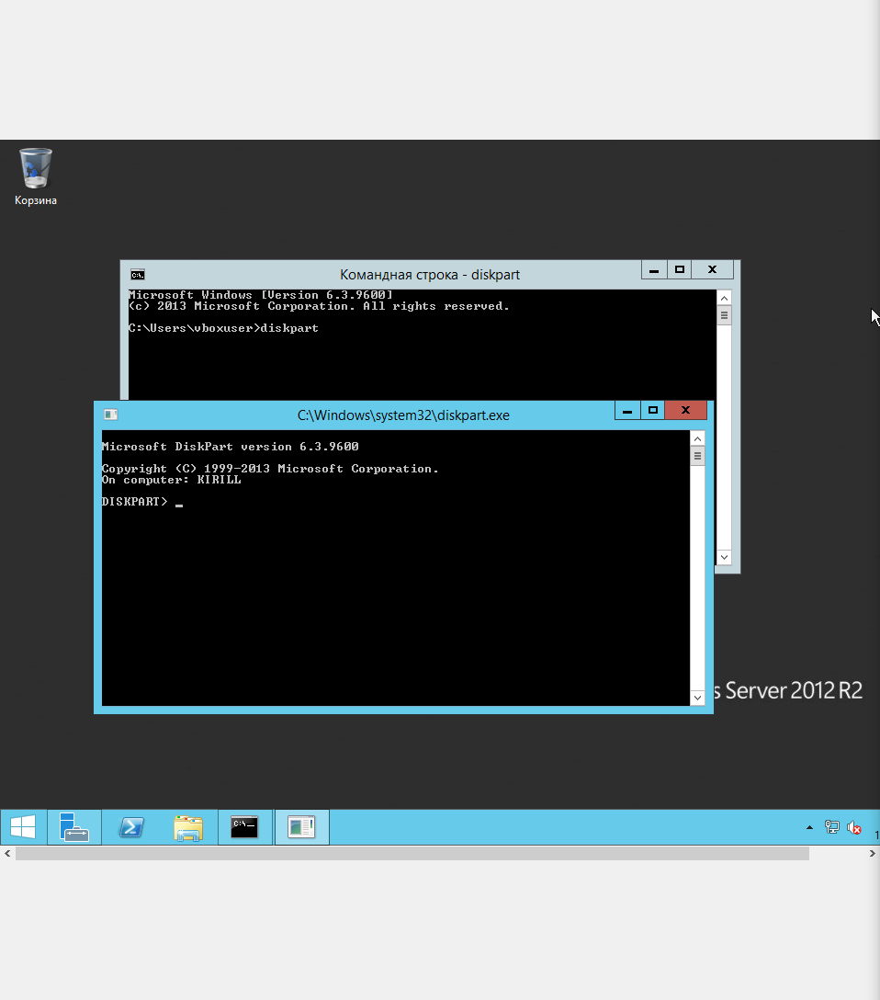 Корзина
Командная строка - diskpart
Microsoft Windows [Version 6.3.9600]
(c) 2013 Microsoft Corporation. All rights reserved.
C:\Users\vboxuser>diskpart
C:\Windows\system32\diskpart.exe
Microsoft DiskPart version 6.3.9600
Copyright (C) 1999-2013 Microsoft Corporation.
On computer: KIRILL
DISKPART> _
s Server 2012 R2